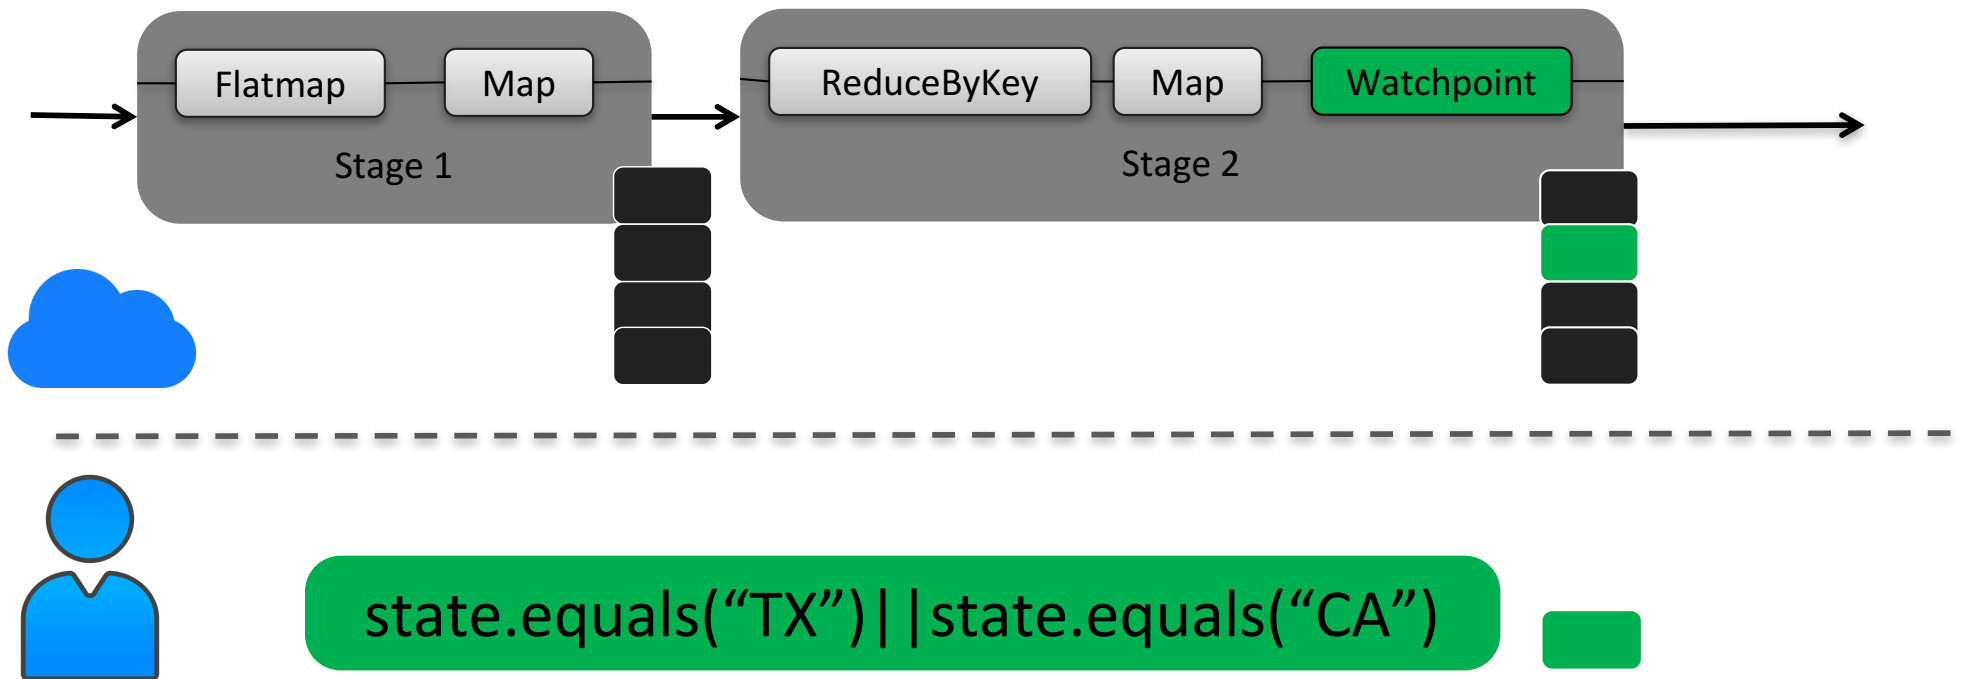 Flatmap
Map
Stage 1
ReduceByKey
Map
Watchpoint
Stage 2
state.equals(“TX”)||state.equals(“CA”)